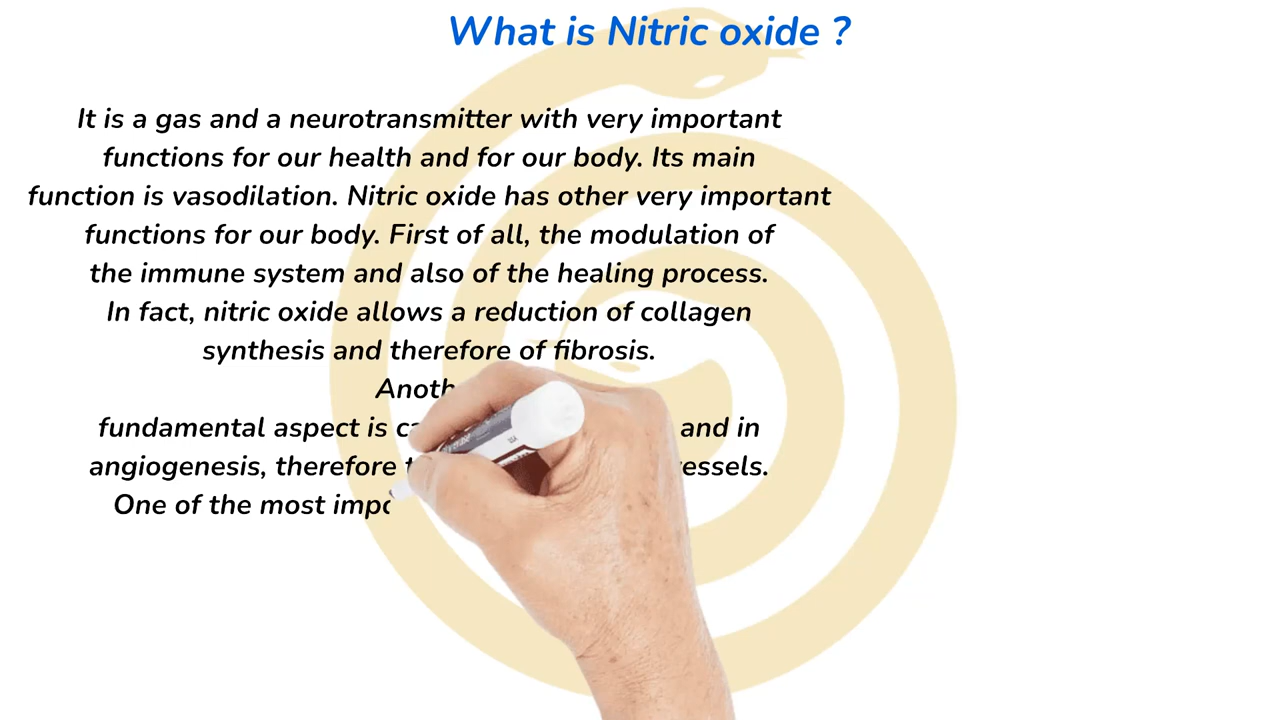 What is Nitric oxide ?
It is a gas and a neurotransmitter with very important
functions for our health and for our body. Its main
function is vasodilation. Nitric oxide has other very important
functions for our body. First of all, the modulation of
the immune system and also of the healing process.
In fact, nitric oxide allows a reduction of collagen
synthesis and therefore of fibrosis.
fundamental aspect is and in
angiogenesis, therefore
One of the most